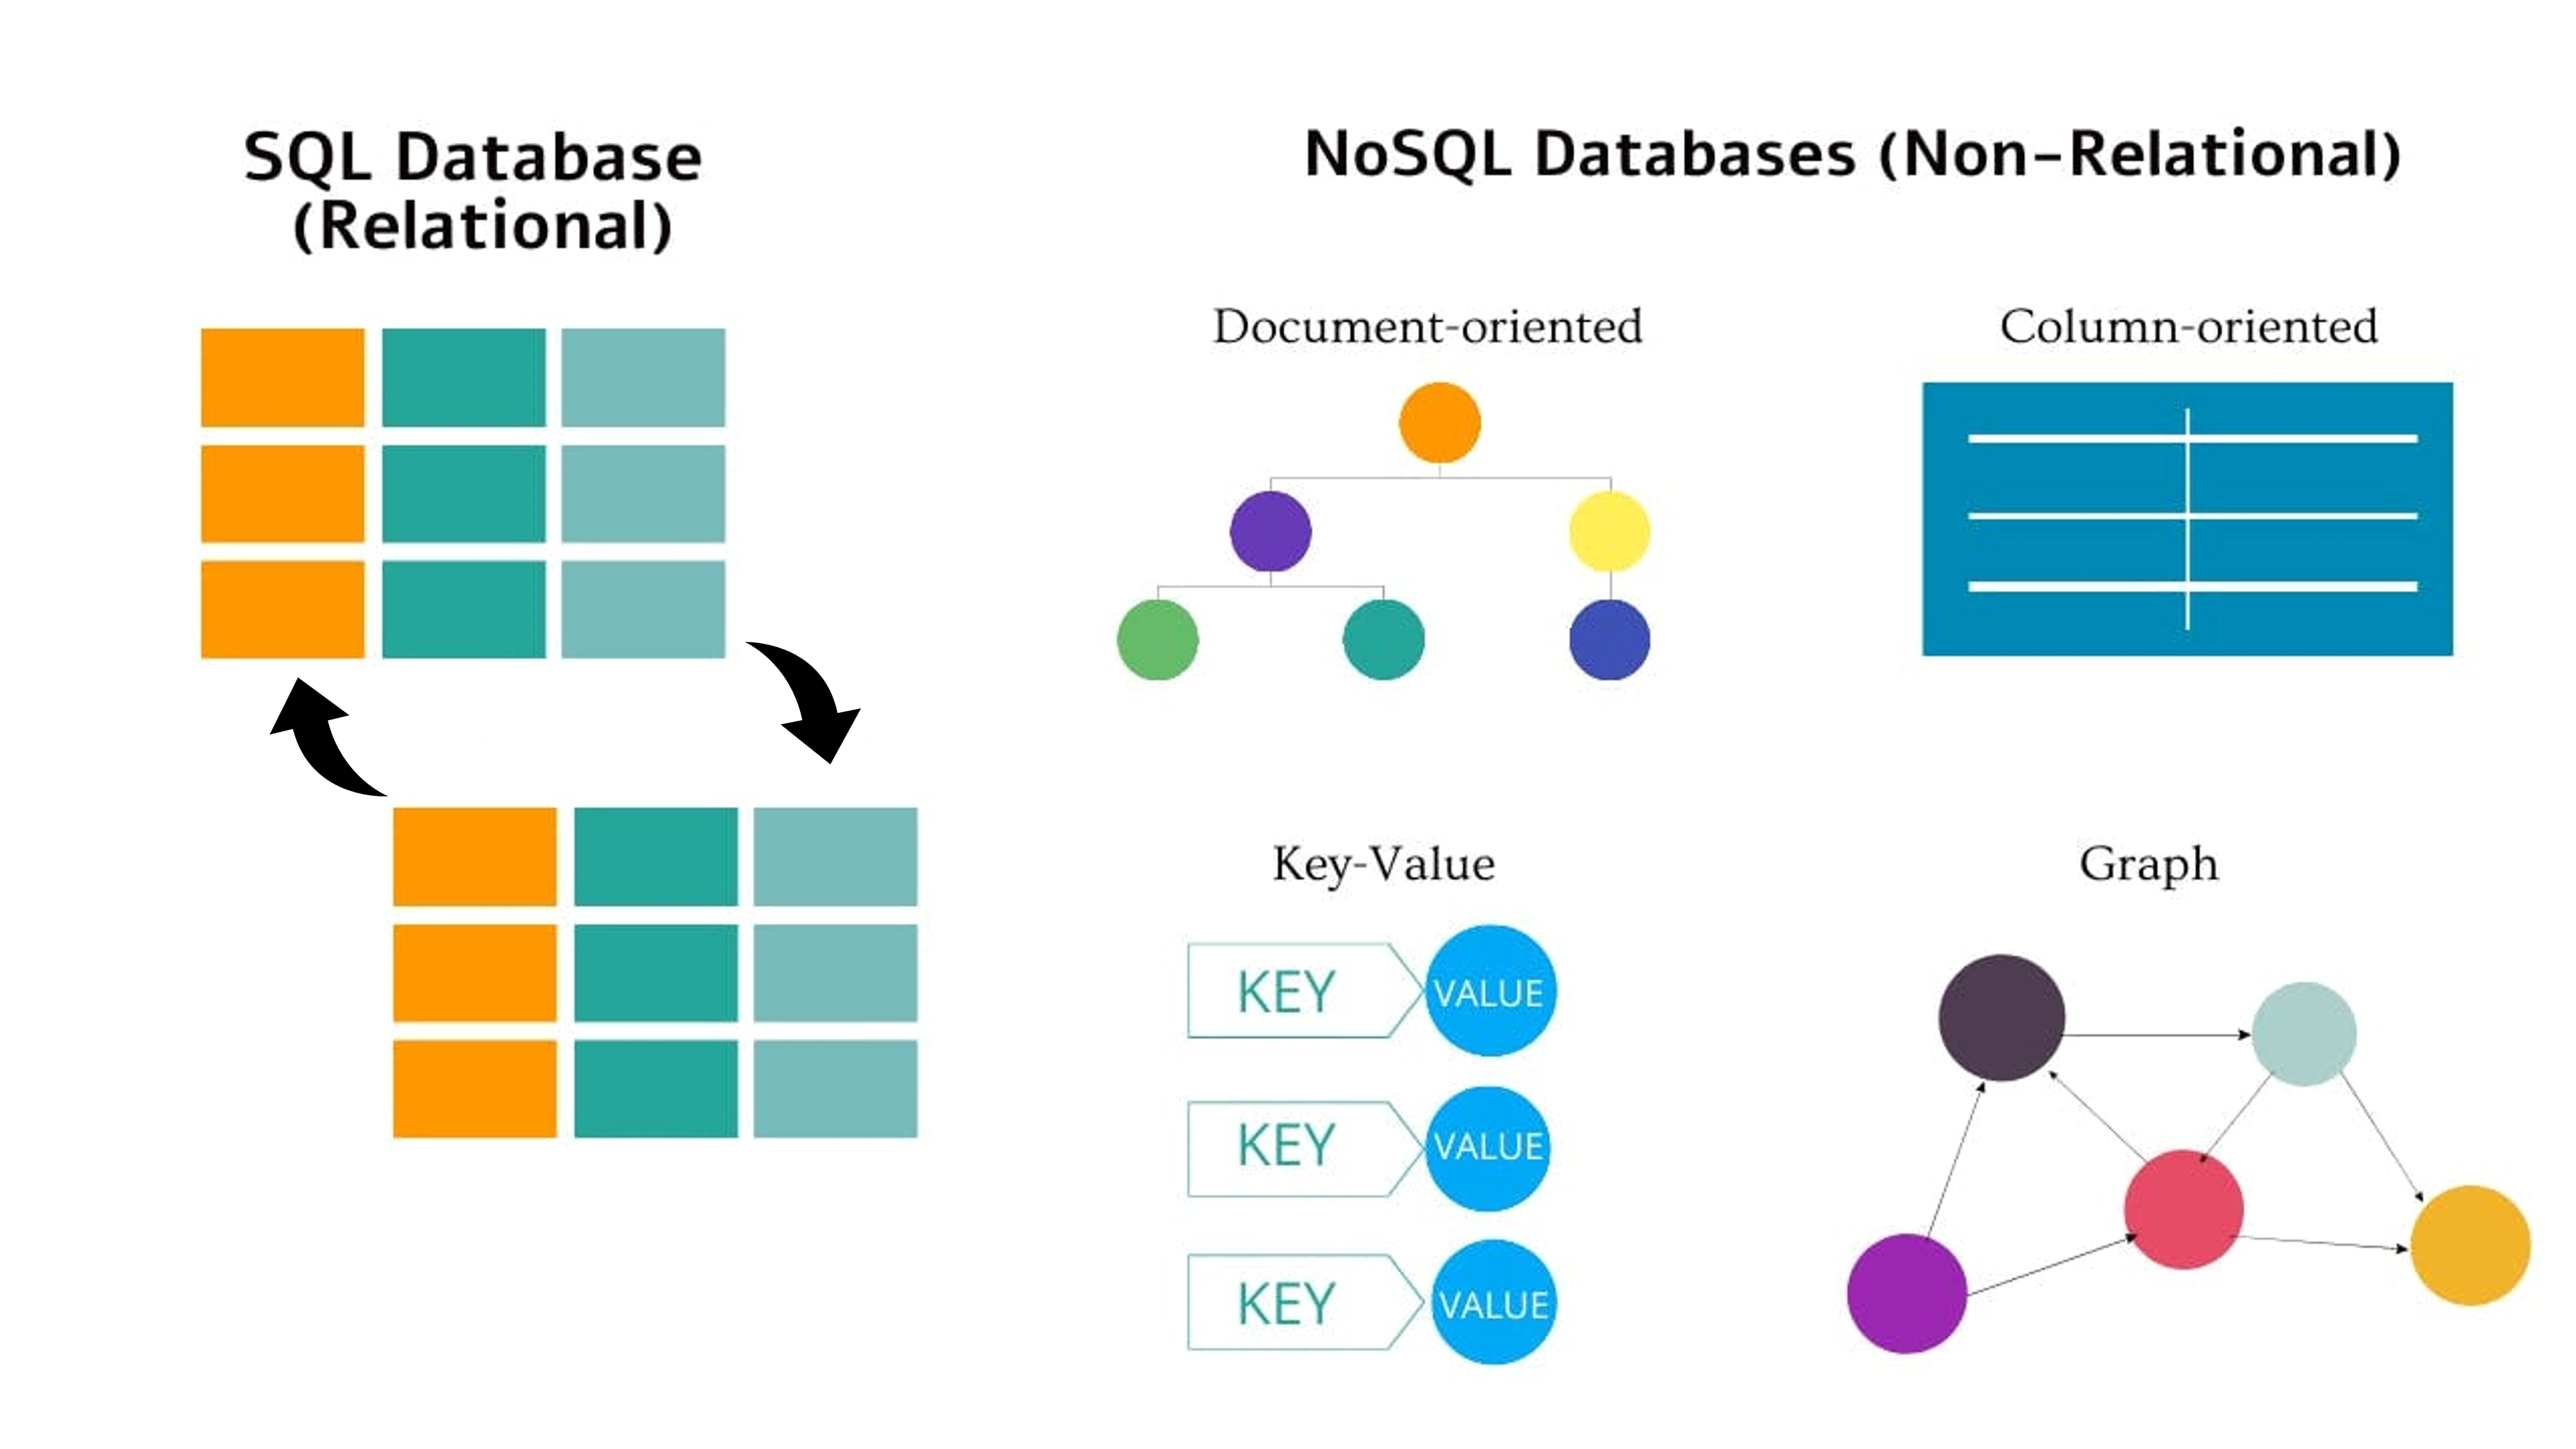 SQL Database
(Relational)
NoSQL Databases (Non-Relational)
Document-oriented
Column-oriented
Key-Value
KEY VALUE
KEY VALUE
KEY VALUE
Graph